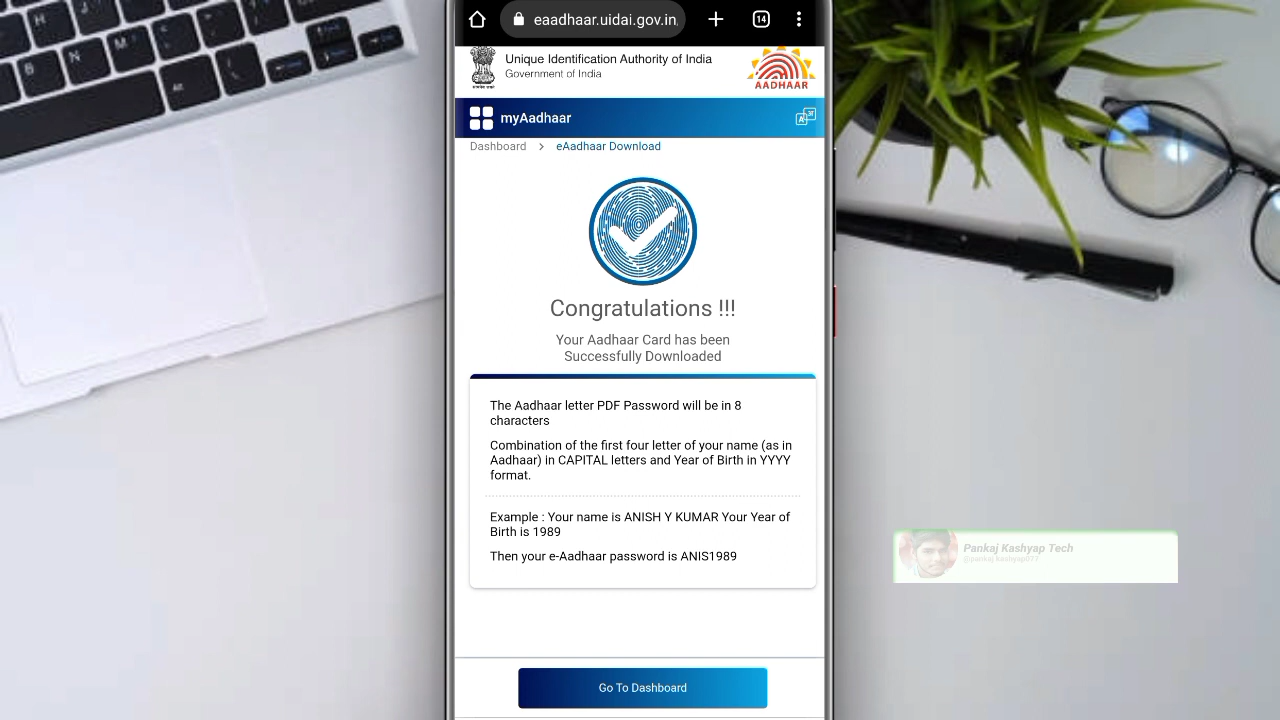 eaadhaar.uidai.gov.in
14
Unique Identification Authority of India
Government of India
AADHAAR
myAadhaar
Dashboard > eAadhaar Download
Congratulations !!!
Your Aadhaar Card has been
Successfully Downloaded
The Aadhaar letter PDF Password will be in 8
characters
Combination of the first four letter of your name (as in
Aadhaar) in CAPITAL letters and Year of Birth in YYYY
format.
Example : Your name is ANISH Y KUMAR Your Year of
Birth is 1989
Then your e-Aadhaar password is ANIS1989
Go To Dashboard
Pankaj Kashyap Tech